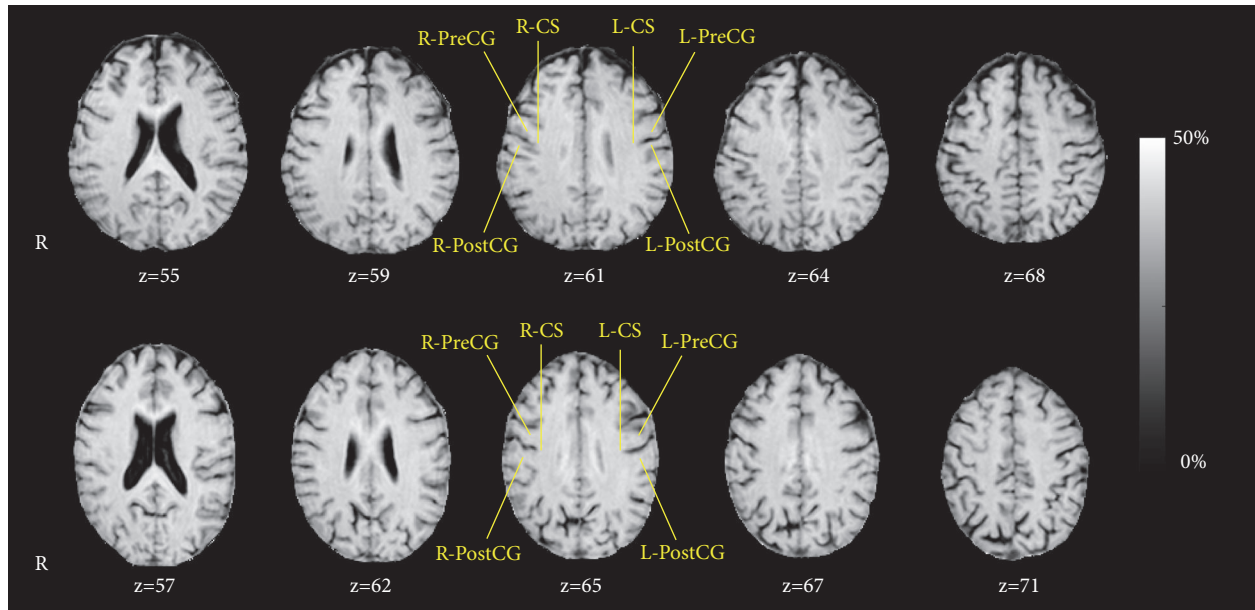 R-CS L-CS
R-PreCG L-PreCG
50%
R R-PostCG L-PostCG
z=55 z=59 z=61 z=64 z=68
R-CS L-CS
R-PreCG L-PreCG
0%
R-PostCG L-PostCG
R
z=57 z=62 z=65 z=67 z=71